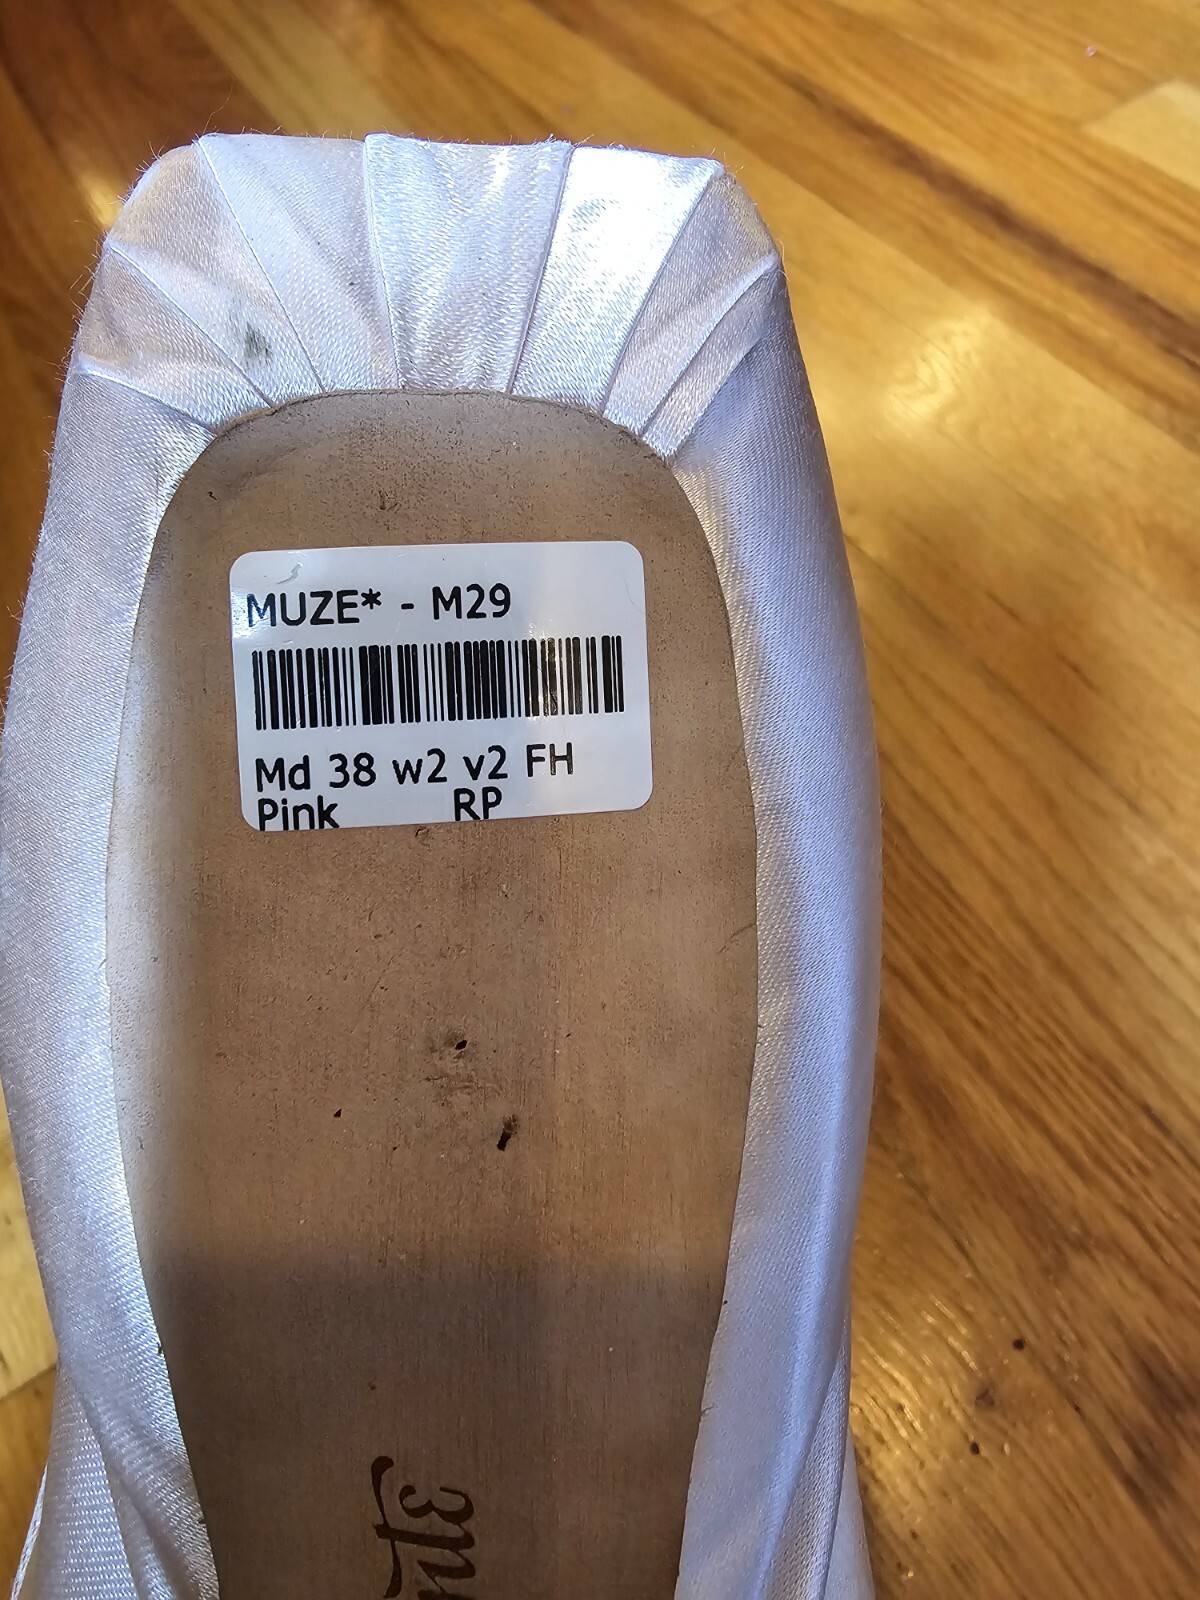 MUZE* - M29
Md 38 w2 v2 FH
Pink RP